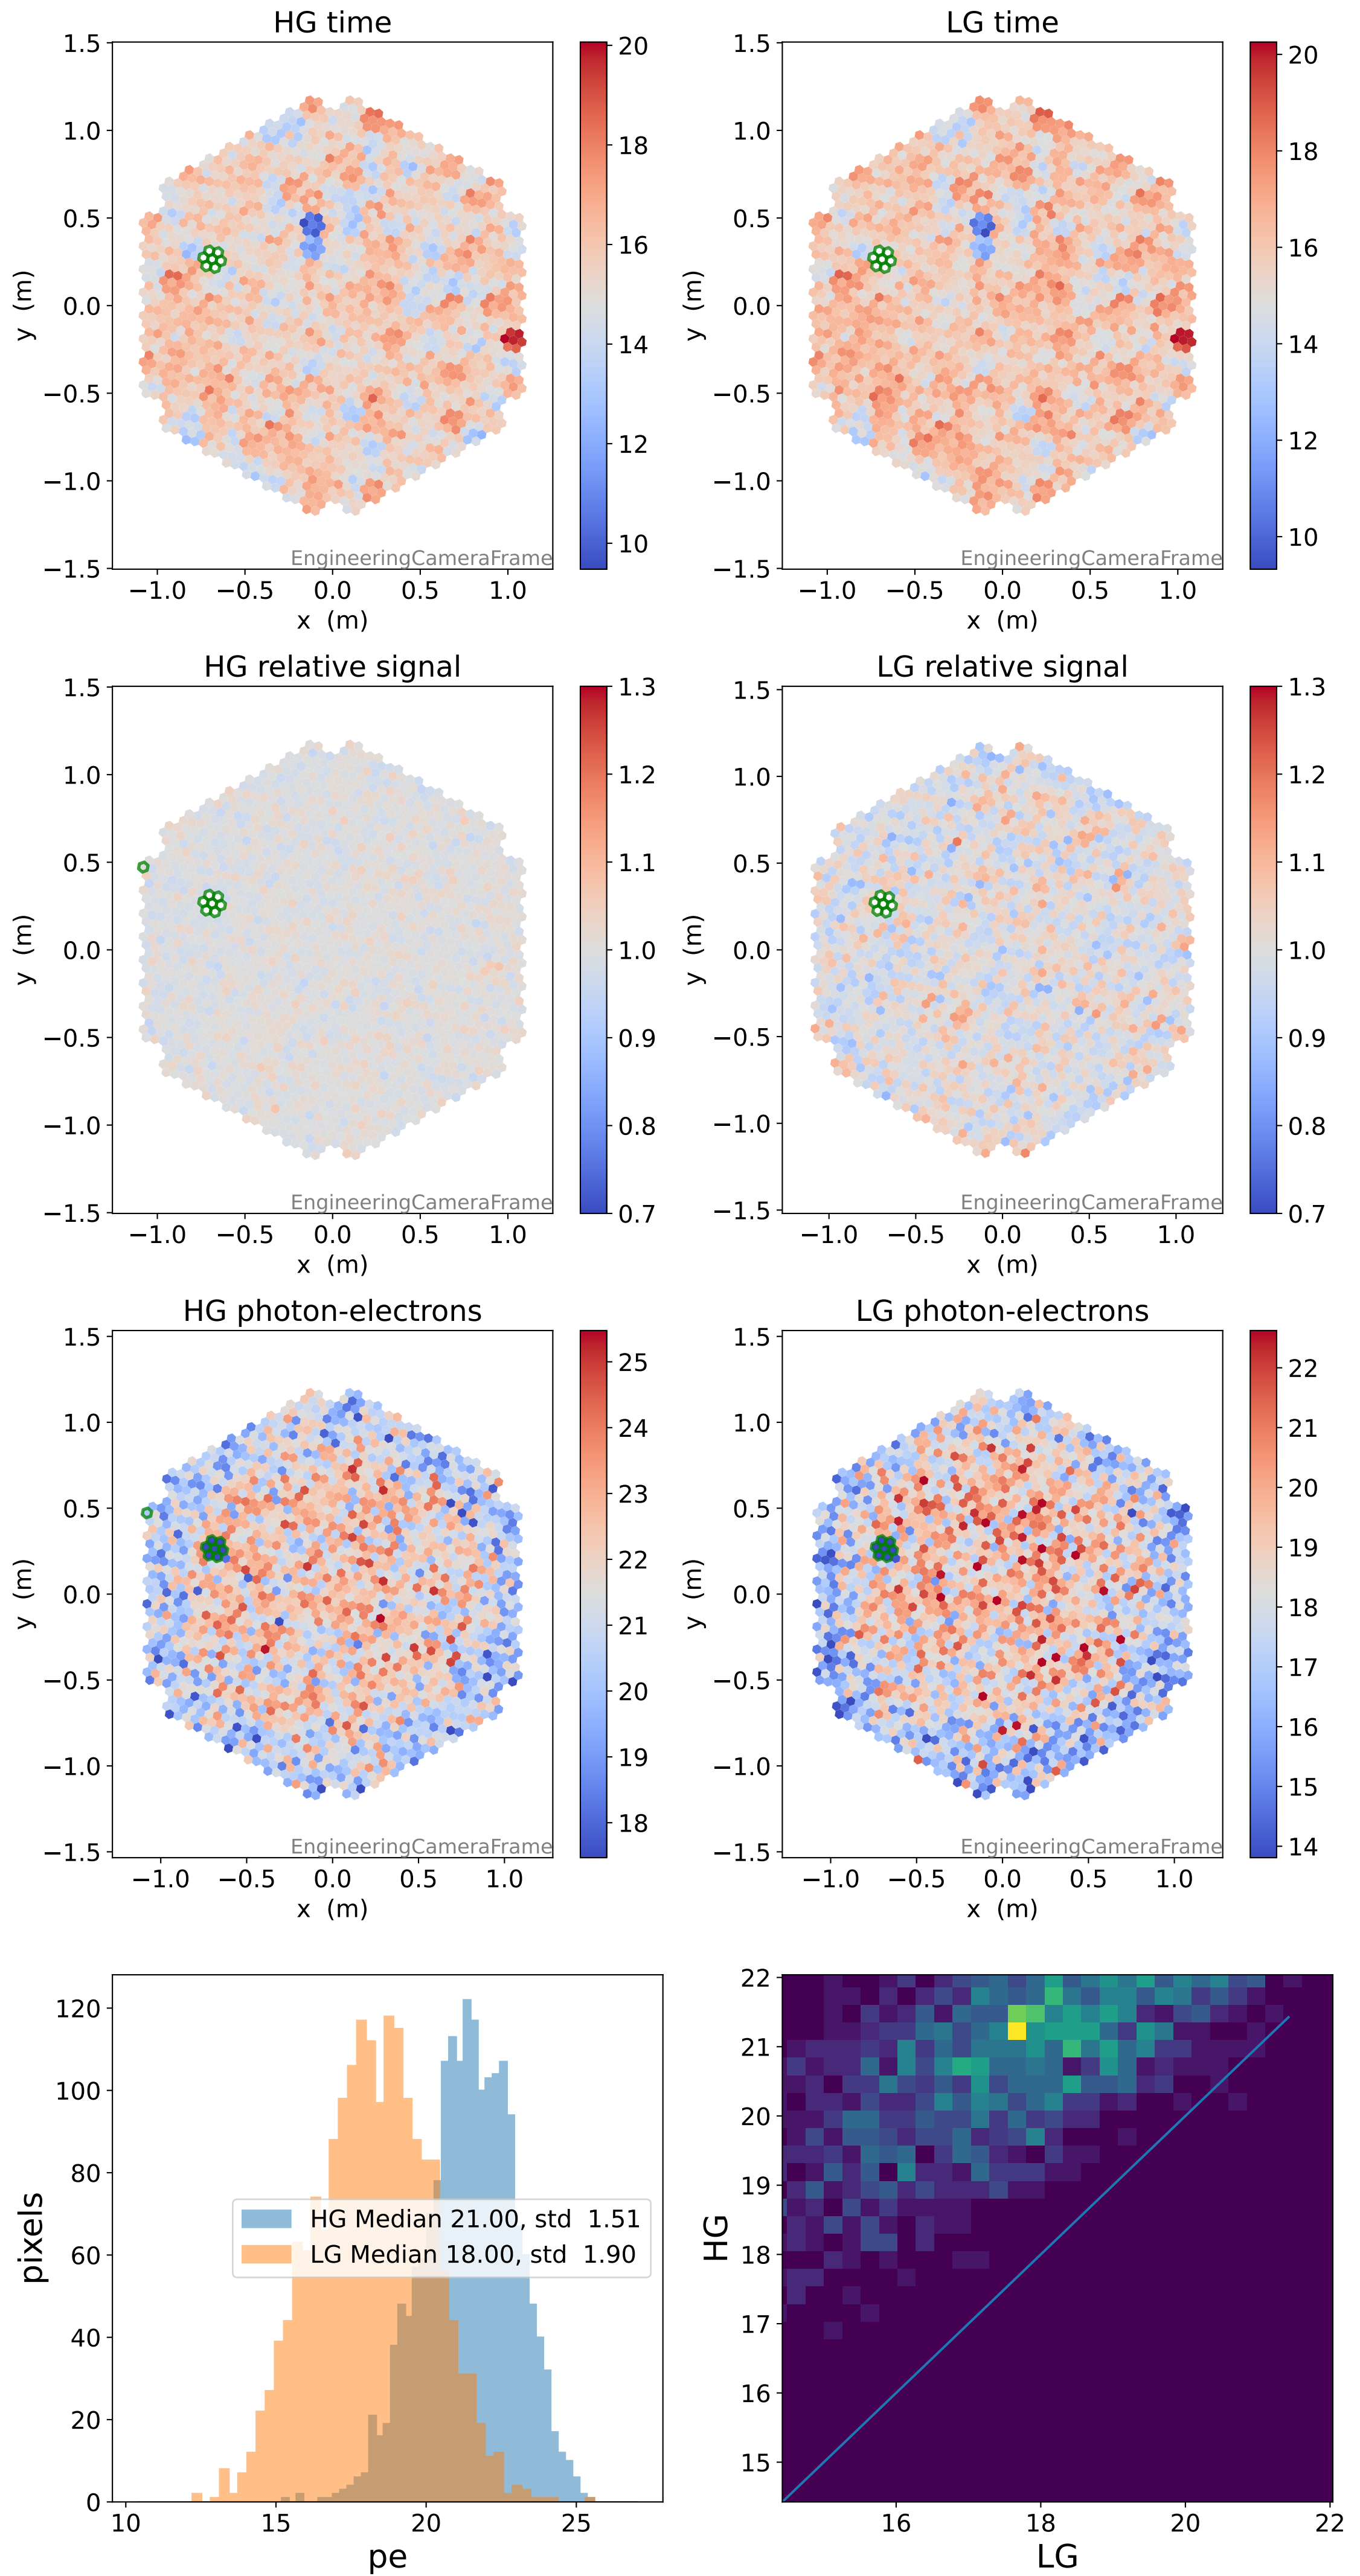 HG time
LG time
1.5
1.0
0.5
0.0
−0.5
−1.0
−1.5
y (m)
−1.0 −0.5 0.0 0.5 1.0
x (m)
EngineeringCameraFrame
20
18
16
14
12
10
1.5
1.0
0.5
0.0
−0.5
−1.0
−1.5
y (m)
−1.0 −0.5 0.0 0.5 1.0
x (m)
EngineeringCameraFrame
20
18
16
14
12
10
HG relative signal
LG relative signal
1.5
1.0
0.5
0.0
−0.5
−1.0
−1.5
y (m)
−1.0 −0.5 0.0 0.5 1.0
x (m)
EngineeringCameraFrame
1.3
1.2
1.1
1.0
0.9
0.8
0.7
1.5
1.0
0.5
0.0
−0.5
−1.0
−1.5
y (m)
−1.0 −0.5 0.0 0.5 1.0
x (m)
EngineeringCameraFrame
1.3
1.2
1.1
1.0
0.9
0.8
0.7
HG photon-electrons
LG photon-electrons
1.5
1.0
0.5
0.0
−0.5
−1.0
−1.5
y (m)
−1.0 −0.5 0.0 0.5 1.0
x (m)
EngineeringCameraFrame
25
24
23
22
21
20
19
18
1.5
1.0
0.5
0.0
−0.5
−1.0
−1.5
y (m)
−1.0 −0.5 0.0 0.5 1.0
x (m)
EngineeringCameraFrame
22
21
20
19
18
17
16
15
14
120
100
80
60
40
20
0
pixels
HG Median 21.00, std 1.51
LG Median 18.00, std 1.90
10 15 20 25
pe
22
21
20
19
18
17
16
15
HG
16 18 20 22
LG